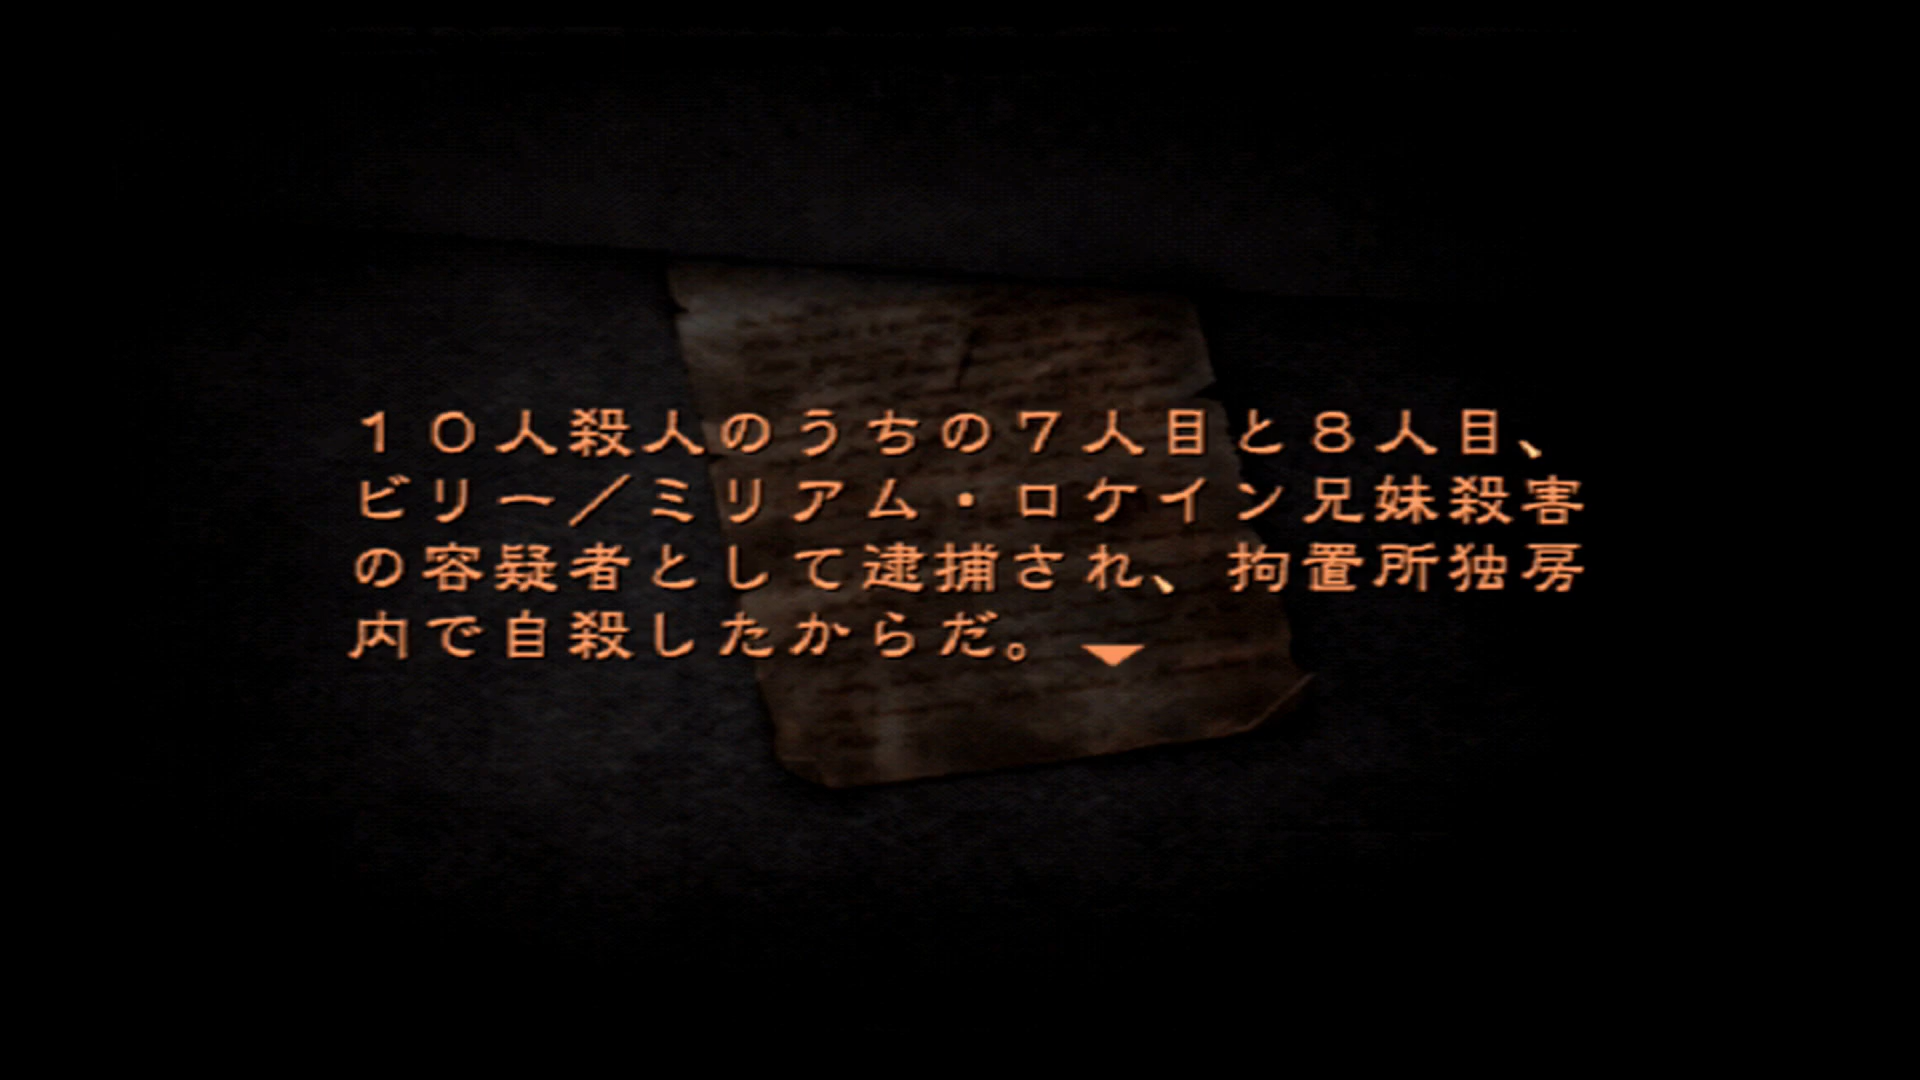 １０人殺人のうちの７人目と８人目、
ビリー／ミリアム・ロケイン兄妹殺害
の容疑者として逮捕され、拘置所独房
内で自殺したからだ。